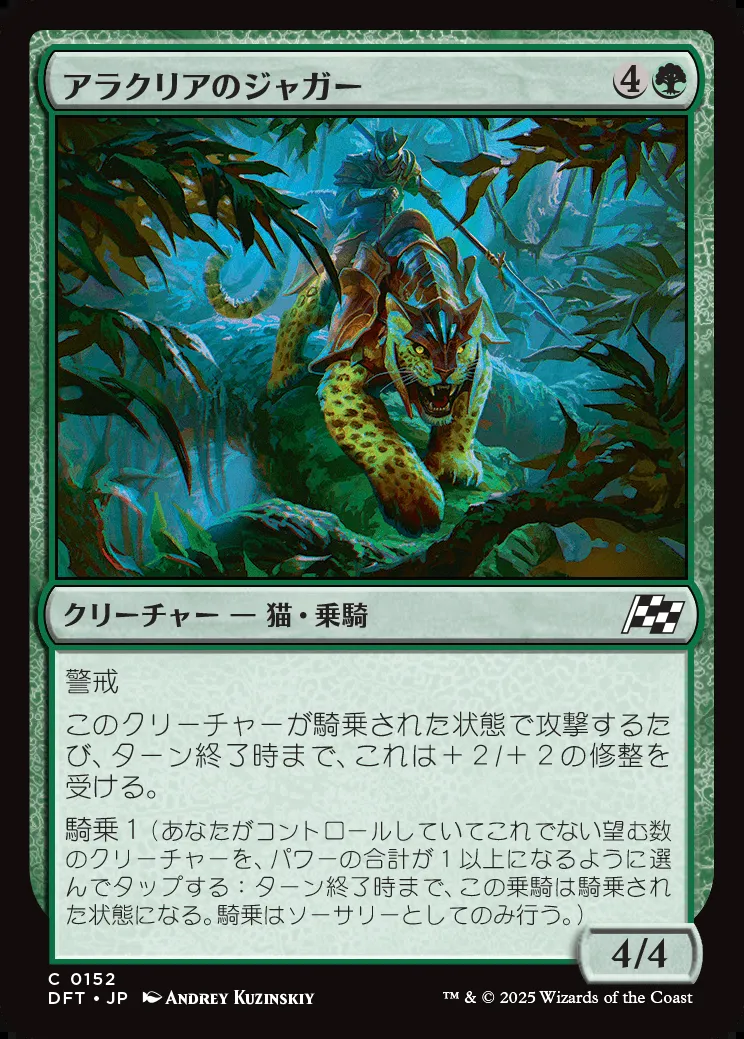 アラクリアのジャガー 4
クリーチャー — 猫・乗騎
警戒
このクリーチャーが騎乗された状態で攻撃するた
び、ターン終了時まで、これは＋２/＋２の修整を
受ける。
騎乗１（あなたがコントロールしていてこれでない望む数
のクリーチャーを、パワーの合計が１以上になるように選
んでタップする：ターン終了時まで、この乗騎は騎乗され
た状態になる。騎乗はソーサリーとしてのみ行う。）
4/4
C 0152
DFT • JP Andrey Kuzinskiy
™ & © 2025 Wizards of the Coast